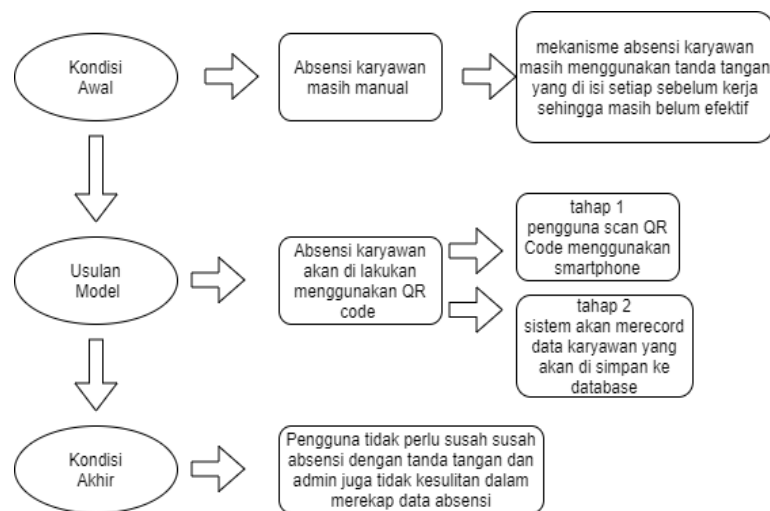 Kondisi
Awal
Absensi karyawan
masih manual
mekanisme absensi karyawan
masih menggunakan tanda tangan
yang di isi setiap sebelum kerja
sehingga masih belum efektif
Usulan
Model
Absensi karyawan
akan di lakukan
menggunakan QR
code
tahap 1
pengguna scan QR
Code menggunakan
smartphone
tahap 2
sistem akan merecord
data karyawan yang
akan di simpan ke
database
Kondisi
Akhir
Pengguna tidak perlu susah susah
absensi dengan tanda tangan dan
admin juga tidak kesulitan dalam
merekap data absensi